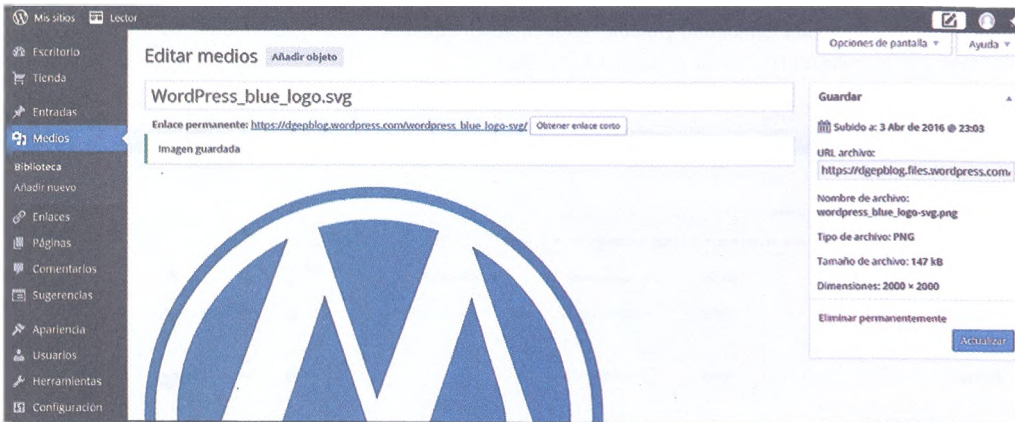 Mis sitios Lector
Escritorio
Tienda
Entradas
Medios
Biblioteca
Añadir nuevo
Enlaces
Páginas
Comentarios
Sugerencias
Apariencia
Usuarios
Herramientas
Configuración
Opciones de pantalla Ayuda
Editar medios Añadir objeto
WordPress_blue_logo.svg
Enlace permanente: https://dgepblog.wordpress.com/wordpress_blue_logo-svg/ Obtener enlace corto
Imagen guardada
Guardar
Subido a: 3 Abr de 2016 @ 23:03
URL archivo:
https://dgepblog.files.wordpress.com/
Nombre de archivo:
wordpress_blue_logo-svg.png
Tipo de archivo: PNG
Tamaño de archivo: 147 kB
Dimensiones: 2000 × 2000
Eliminar permanentemente
Actualizar